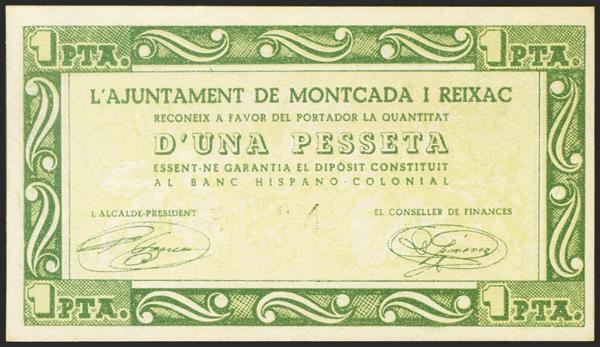 1 PTA. 1 PTA.
L'AJUNTAMENT DE MONTCADA I REIXAC
RECONEIX A FAVOR DEL PORTADOR LA QUANTITAT
D'UNA PESSETA
ESSENT-NE GARANTIA EL DIPÒSIT CONSTITUIT
AL BANC HISPANO-COLONIAL
L'ALCALDE-PRESIDENT EL CONSELLER DE FINANCES
1 PTA. 1 PTA.